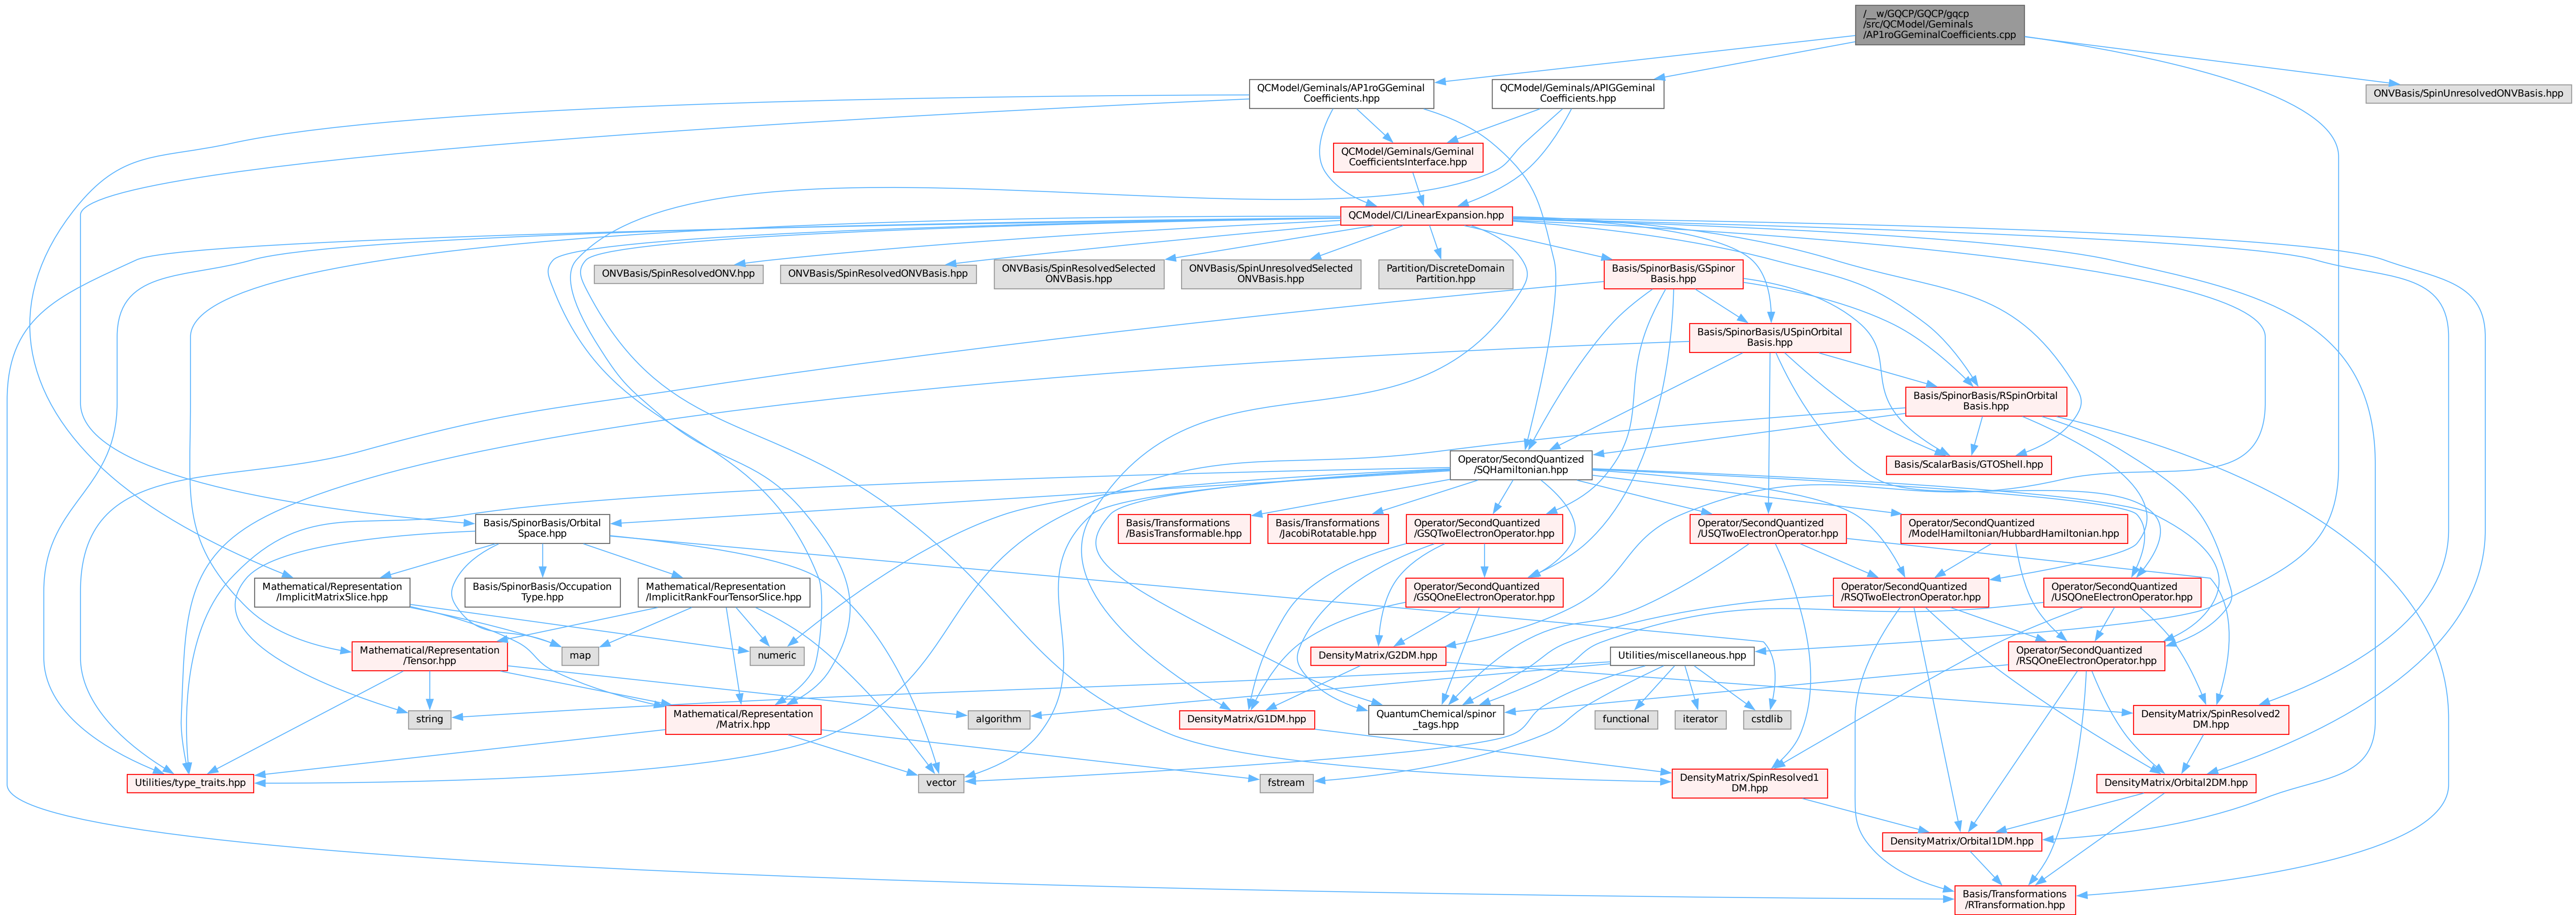 /__w/GQCP/GQCP/gqcp
/src/QCModel/Geminals
/AP1roGGeminalCoefficients.cpp
QCModel/Geminals/AP1roGGeminal
Coefficients.hpp
QCModel/Geminals/APIGGeminal
Coefficients.hpp
ONVBasis/SpinUnresolvedONVBasis.hpp
QCModel/Geminals/Geminal
CoefficientsInterface.hpp
QCModel/CI/LinearExpansion.hpp
ONVBasis/SpinResolvedONV.hpp
ONVBasis/SpinResolvedONVBasis.hpp
ONVBasis/SpinResolvedSelected
ONVBasis.hpp
ONVBasis/SpinUnresolvedSelected
ONVBasis.hpp
Partition/DiscreteDomain
Partition.hpp
Basis/SpinorBasis/GSpinor
Basis.hpp
Basis/SpinorBasis/USpinOrbital
Basis.hpp
Basis/SpinorBasis/RSpinOrbital
Basis.hpp
Operator/SecondQuantized
/SQHamiltonian.hpp
Basis/ScalarBasis/GTOShell.hpp
Basis/SpinorBasis/Orbital
Space.hpp
Basis/Transformations
/BasisTransformable.hpp
Basis/Transformations
/JacobiRotatable.hpp
Operator/SecondQuantized
/GSQTwoElectronOperator.hpp
Operator/SecondQuantized
/USQTwoElectronOperator.hpp
Operator/SecondQuantized
/ModelHamiltonian/HubbardHamiltonian.hpp
Mathematical/Representation
/ImplicitMatrixSlice.hpp
Basis/SpinorBasis/Occupation
Type.hpp
Mathematical/Representation
/ImplicitRankFourTensorSlice.hpp
Operator/SecondQuantized
/GSQOneElectronOperator.hpp
Operator/SecondQuantized
/RSQTwoElectronOperator.hpp
Operator/SecondQuantized
/USQOneElectronOperator.hpp
Mathematical/Representation
/Tensor.hpp
map
numeric
DensityMatrix/G2DM.hpp
Utilities/miscellaneous.hpp
Operator/SecondQuantized
/RSQOneElectronOperator.hpp
string
Mathematical/Representation
/Matrix.hpp
algorithm
DensityMatrix/G1DM.hpp
QuantumChemical/spinor
_tags.hpp
functional
iterator
cstdlib
DensityMatrix/SpinResolved2
DM.hpp
Utilities/type_traits.hpp
vector
fstream
DensityMatrix/SpinResolved1
DM.hpp
DensityMatrix/Orbital2DM.hpp
DensityMatrix/Orbital1DM.hpp
Basis/Transformations
/RTransformation.hpp